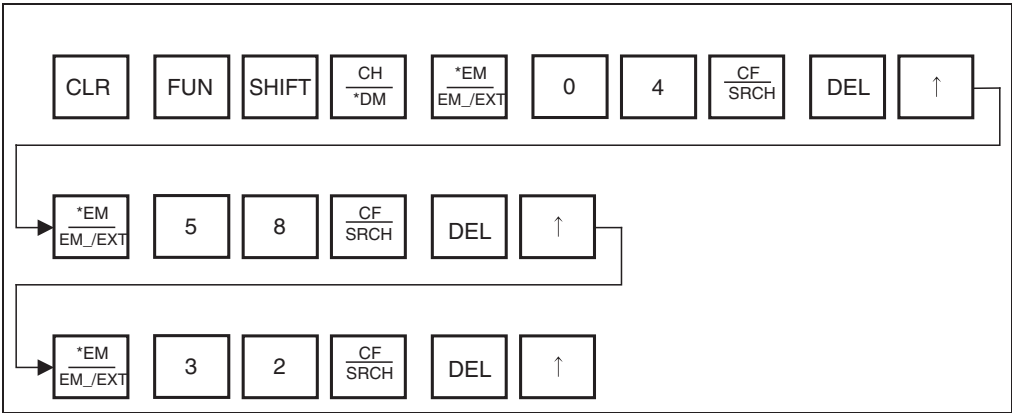 CLR FUN SHIFT CH/*DM *EM/EM_/EXT 0 4 CF/SRCH DEL ↑
*EM/EM_/EXT 5 8 CF/SRCH DEL ↑
*EM/EM_/EXT 3 2 CF/SRCH DEL ↑